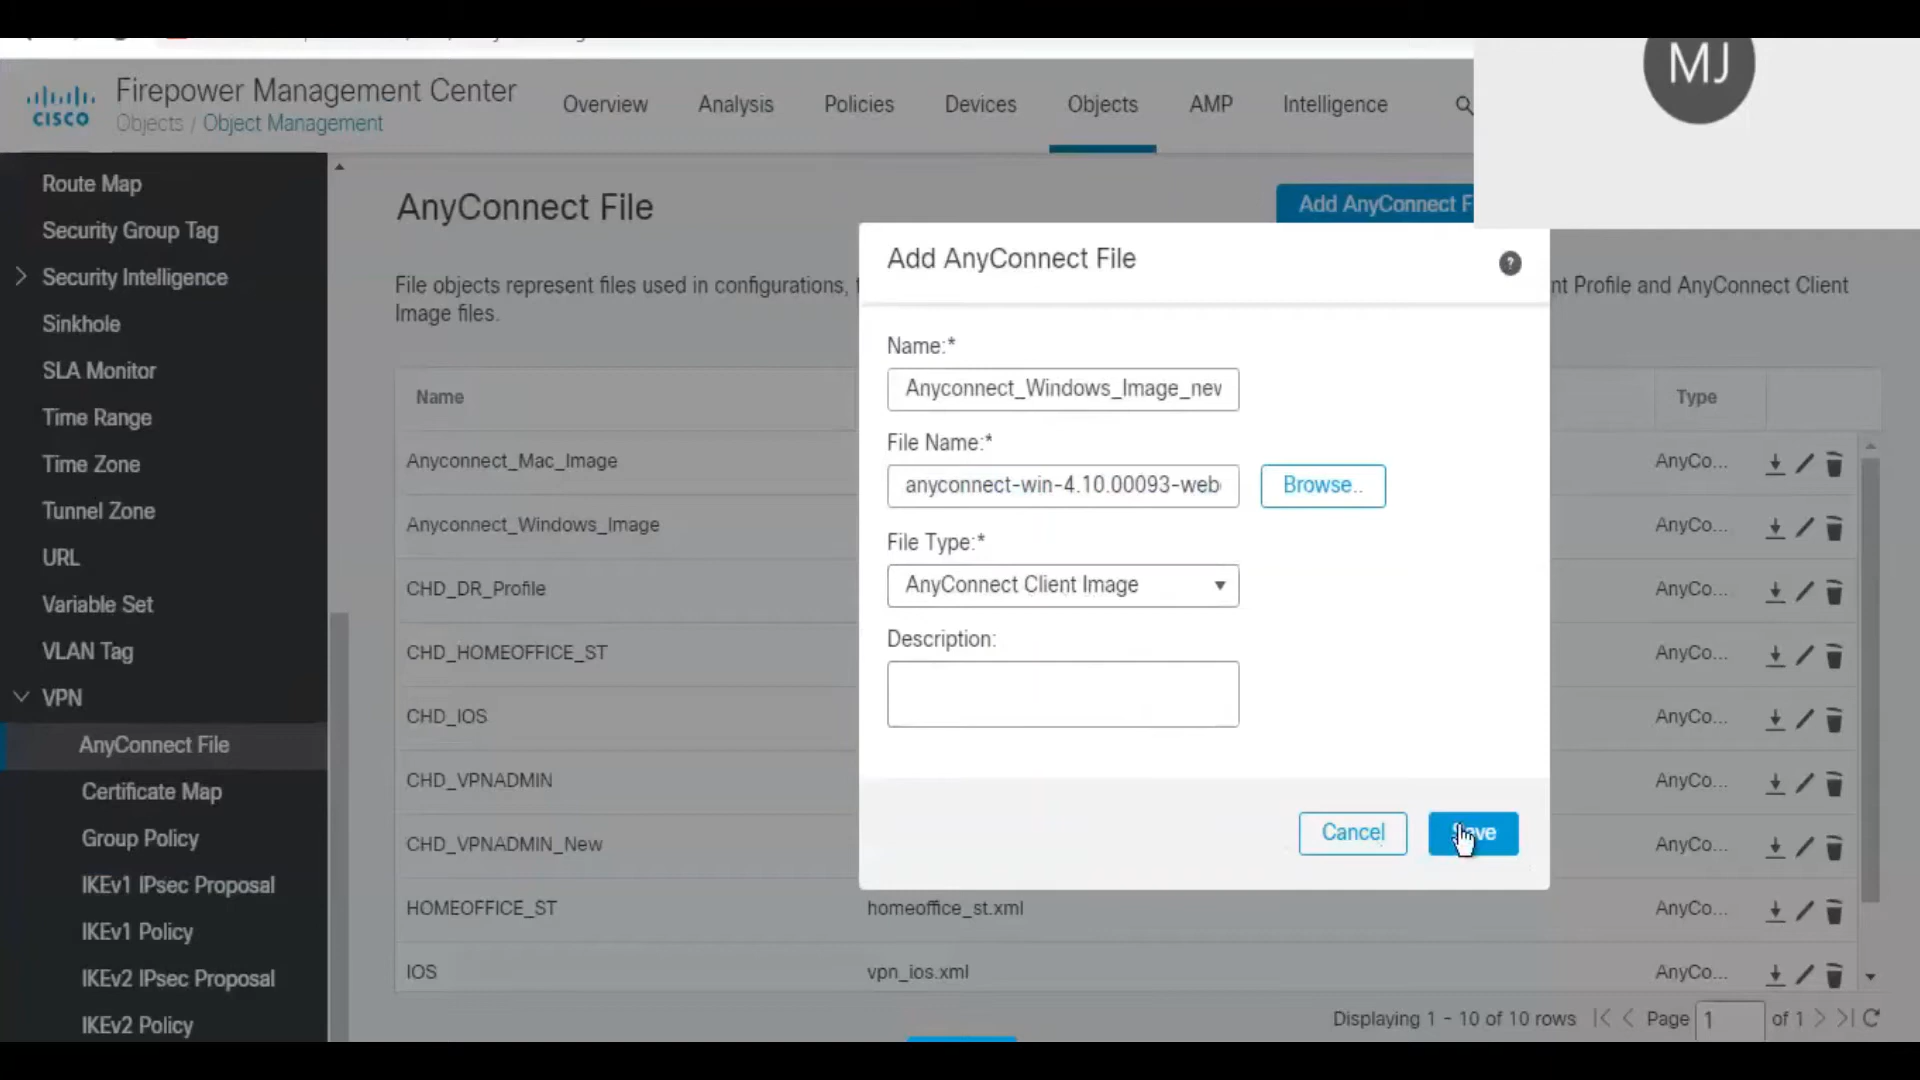 MJ
Firepower Management Center
CISCO
Objects / Object Management
Overview
Analysis
Policies
Devices
Objects
AMP
Intelligence
Route Map
Security Group Tag
Security Intelligence
Sinkhole
SLA Monitor
Time Range
Time Zone
Tunnel Zone
URL
Variable Set
VLAN Tag
VPN
AnyConnect File
Certificate Map
Group Policy
IKEv1 IPsec Proposal
IKEv1 Policy
IKEv2 IPsec Proposal
IKEv2 Policy
AnyConnect File
Add AnyConnect F
File objects represent files used in configurations,
nt Profile and AnyConnect Client
Image files.
Name
Type
Anyconnect_Mac_Image
AnyCo...
Anyconnect_Windows_Image
AnyCo...
CHD_DR_Profile
AnyCo...
CHD_HOMEOFFICE_ST
AnyCo...
CHD_IOS
AnyCo...
CHD_VPNADMIN
AnyCo...
CHD_VPNADMIN_New
AnyCo...
HOMEOFFICE_ST
homeoffice_st.xml
AnyCo...
IOS
vpn_ios.xml
AnyCo...
Displaying 1 - 10 of 10 rows
Page 1 of 1
Add AnyConnect File
?
Name:*
Anyconnect_Windows_Image_nev
File Name:*
anyconnect-win-4.10.00093-web
Browse..
File Type:*
AnyConnect Client Image
Description:
Cancel